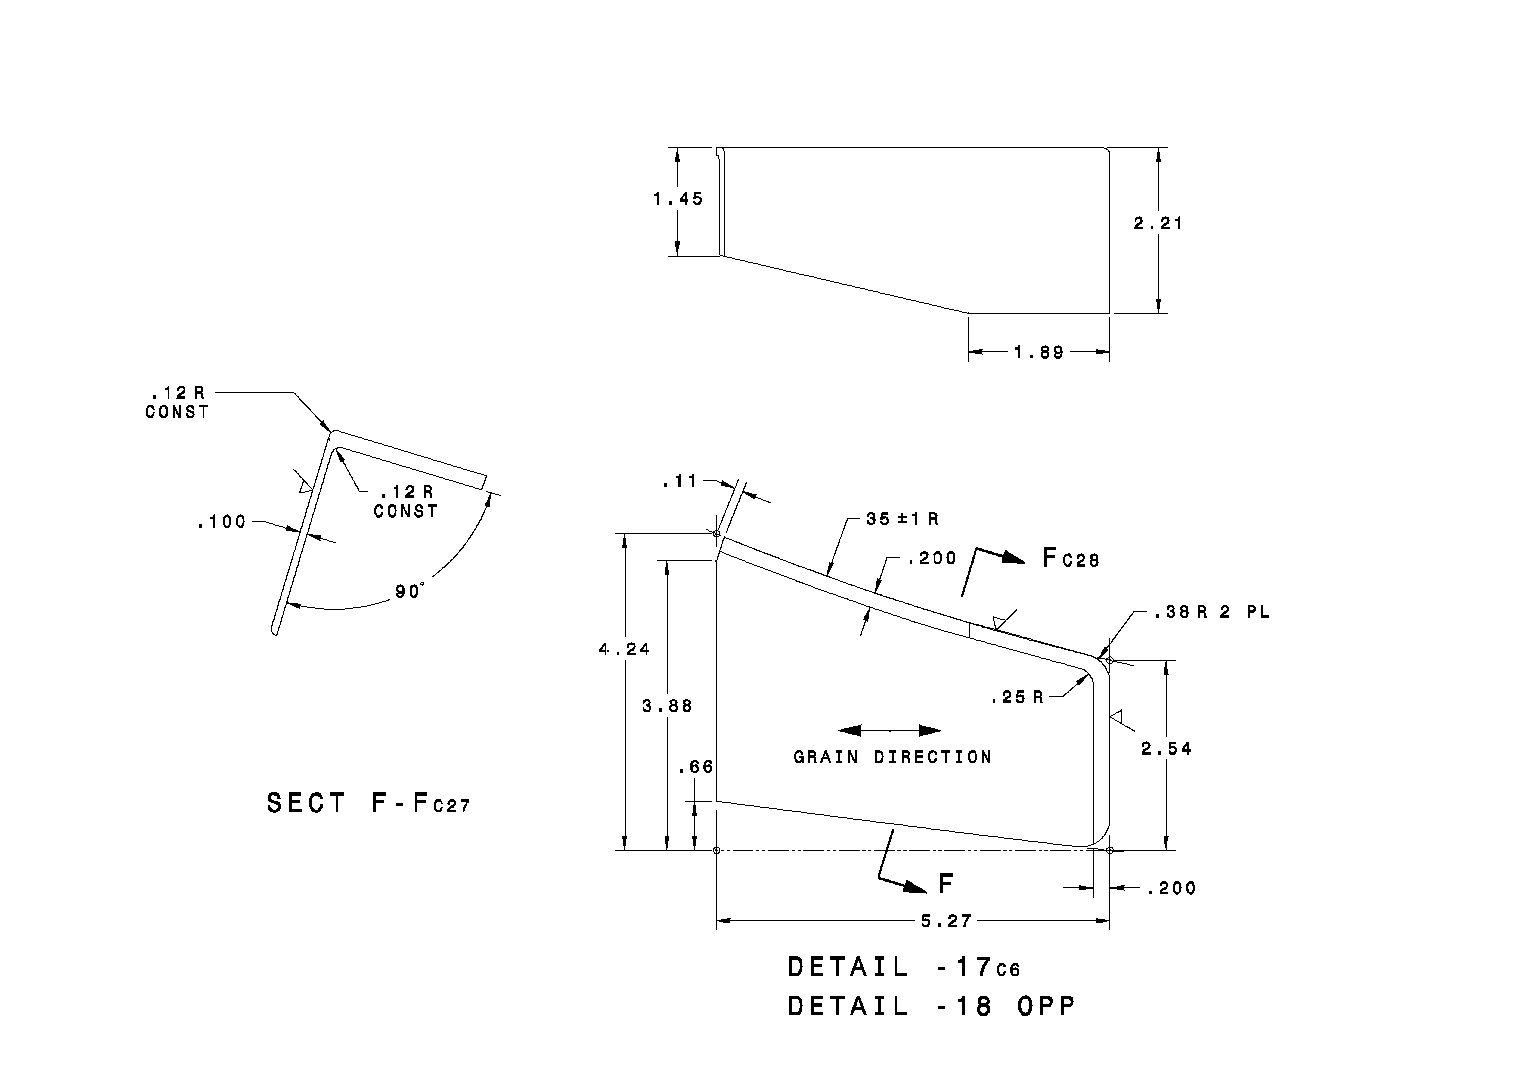 1.45
2.21
1.89
.12 R
CONST
.12 R
CONST
.100
90°
SECT F-F C27
.11
35 ±1 R
.200
F C28
.38 R 2 PL
4.24
3.88
.25 R
2.54
GRAIN DIRECTION
.66
F
.200
5.27
DETAIL -17 C6
DETAIL -18 OPP